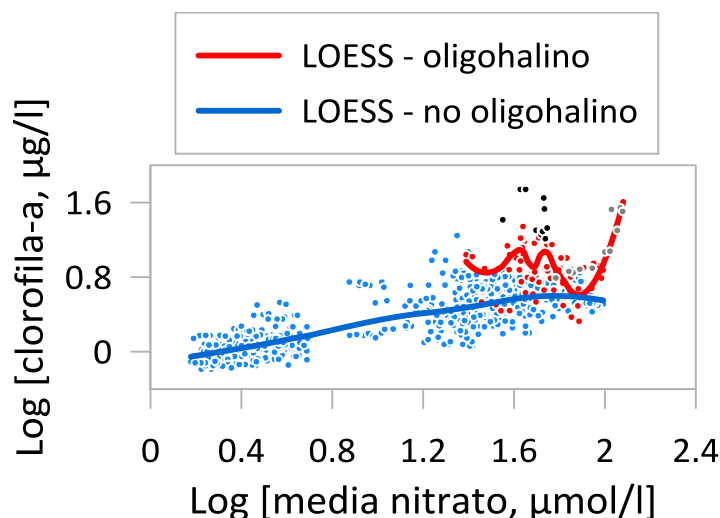 LOESS - oligohalino
LOESS - no oligohalino
Log [clorofila-a, µg/l]
1.6
0.8
0
0 0.4 0.8 1.2 1.6 2 2.4
Log [media nitrato, µmol/l]